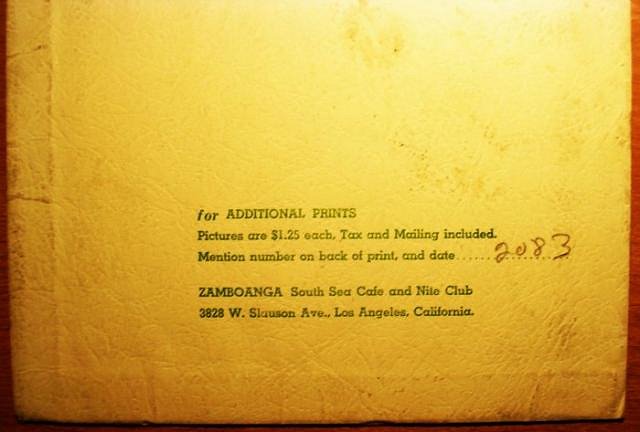 for ADDITIONAL PRINTS
Pictures are $1.25 each, Tax and Mailing included.
Mention number on back of print, and date......2083
ZAMBOANGA South Sea Cafe and Nite Club
3828 W. Slauson Ave., Los Angeles, California.